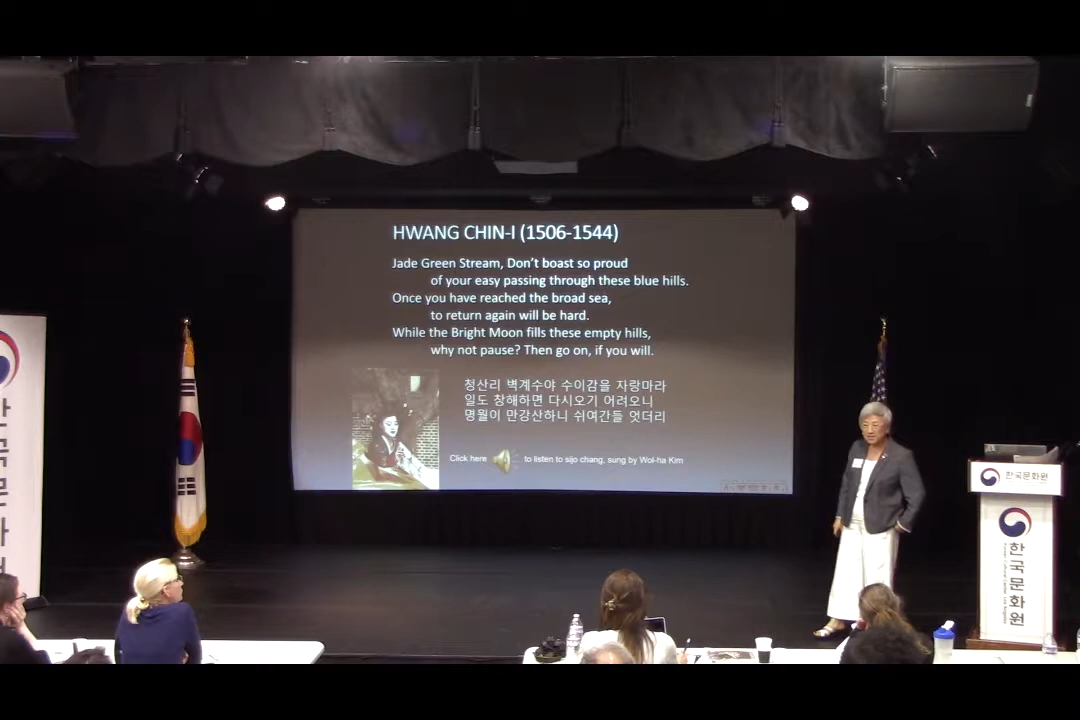 HWANG CHIN-I (1506-1544)
Jade Green Stream, Don't boast so proud
of your easy passing through these blue hills.
Once you have reached the broad sea,
to return again will be hard.
While the Bright Moon fills these empty hills,
why not pause? Then go on, if you will.
청산리 벽계수야 수이감을 자랑마라
일도 창해하면 다시오기 어려오니
명월이 만강산하니 쉬여간들 엇더리
Click here
to listen to sijo chang, sung by Wol-ha Kim
한국문화원
한국문화원
한국문화원